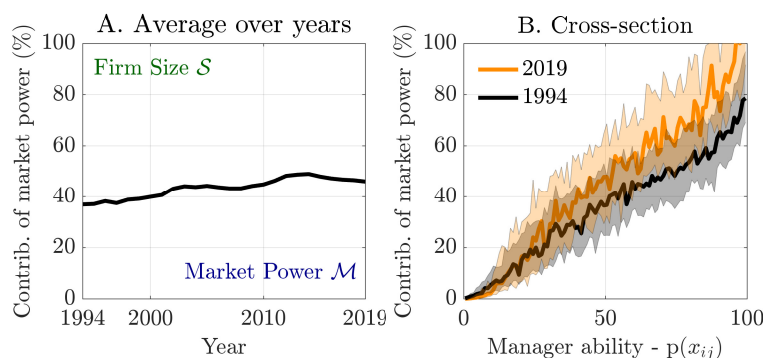 A. Average over years
Contrib. of market power (%)
100
80
60
40
20
0
Firm Size 𝒮
Market Power ℳ
1994
2000
2010
2019
Year
B. Cross-section
Contrib. of market power (%)
100
80
60
40
20
0
2019
1994
0
50
100
Manager ability - p(x_{ij})